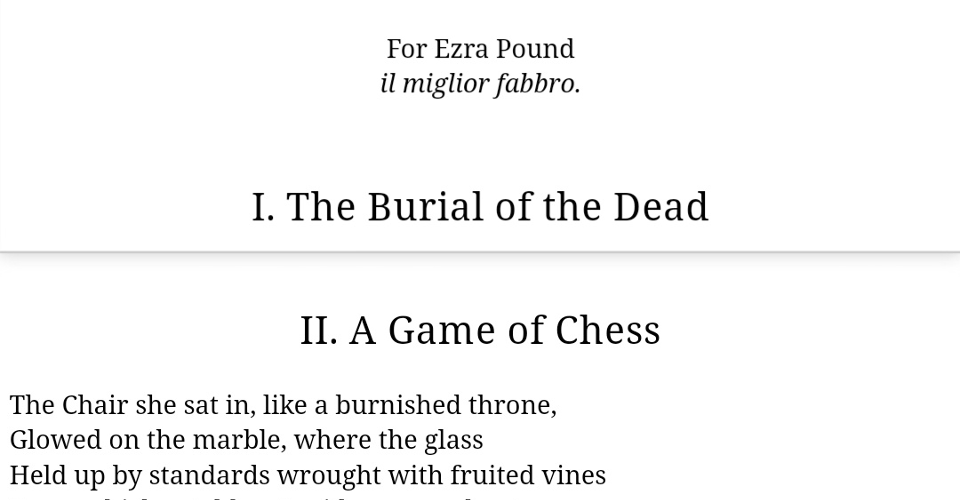 For Ezra Pound
il miglior fabbro.
I. The Burial of the Dead
II. A Game of Chess
The Chair she sat in, like a burnished throne,
Glowed on the marble, where the glass
Held up by standards wrought with fruited vines